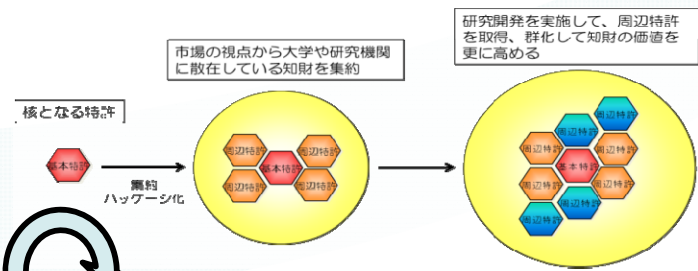 核となる特許
基本特許
集約
パッケージ化
市場の視点から大学や研究機関
に散在している知財を集約
周辺特許
周辺特許
基本特許
周辺特許
周辺特許
研究開発を実施して、周辺特許
を取得、群化して知財の価値を
更に高める
周辺特許
周辺特許
周辺特許
周辺特許
基本特許
周辺特許
周辺特許
周辺特許
周辺特許
周辺特許